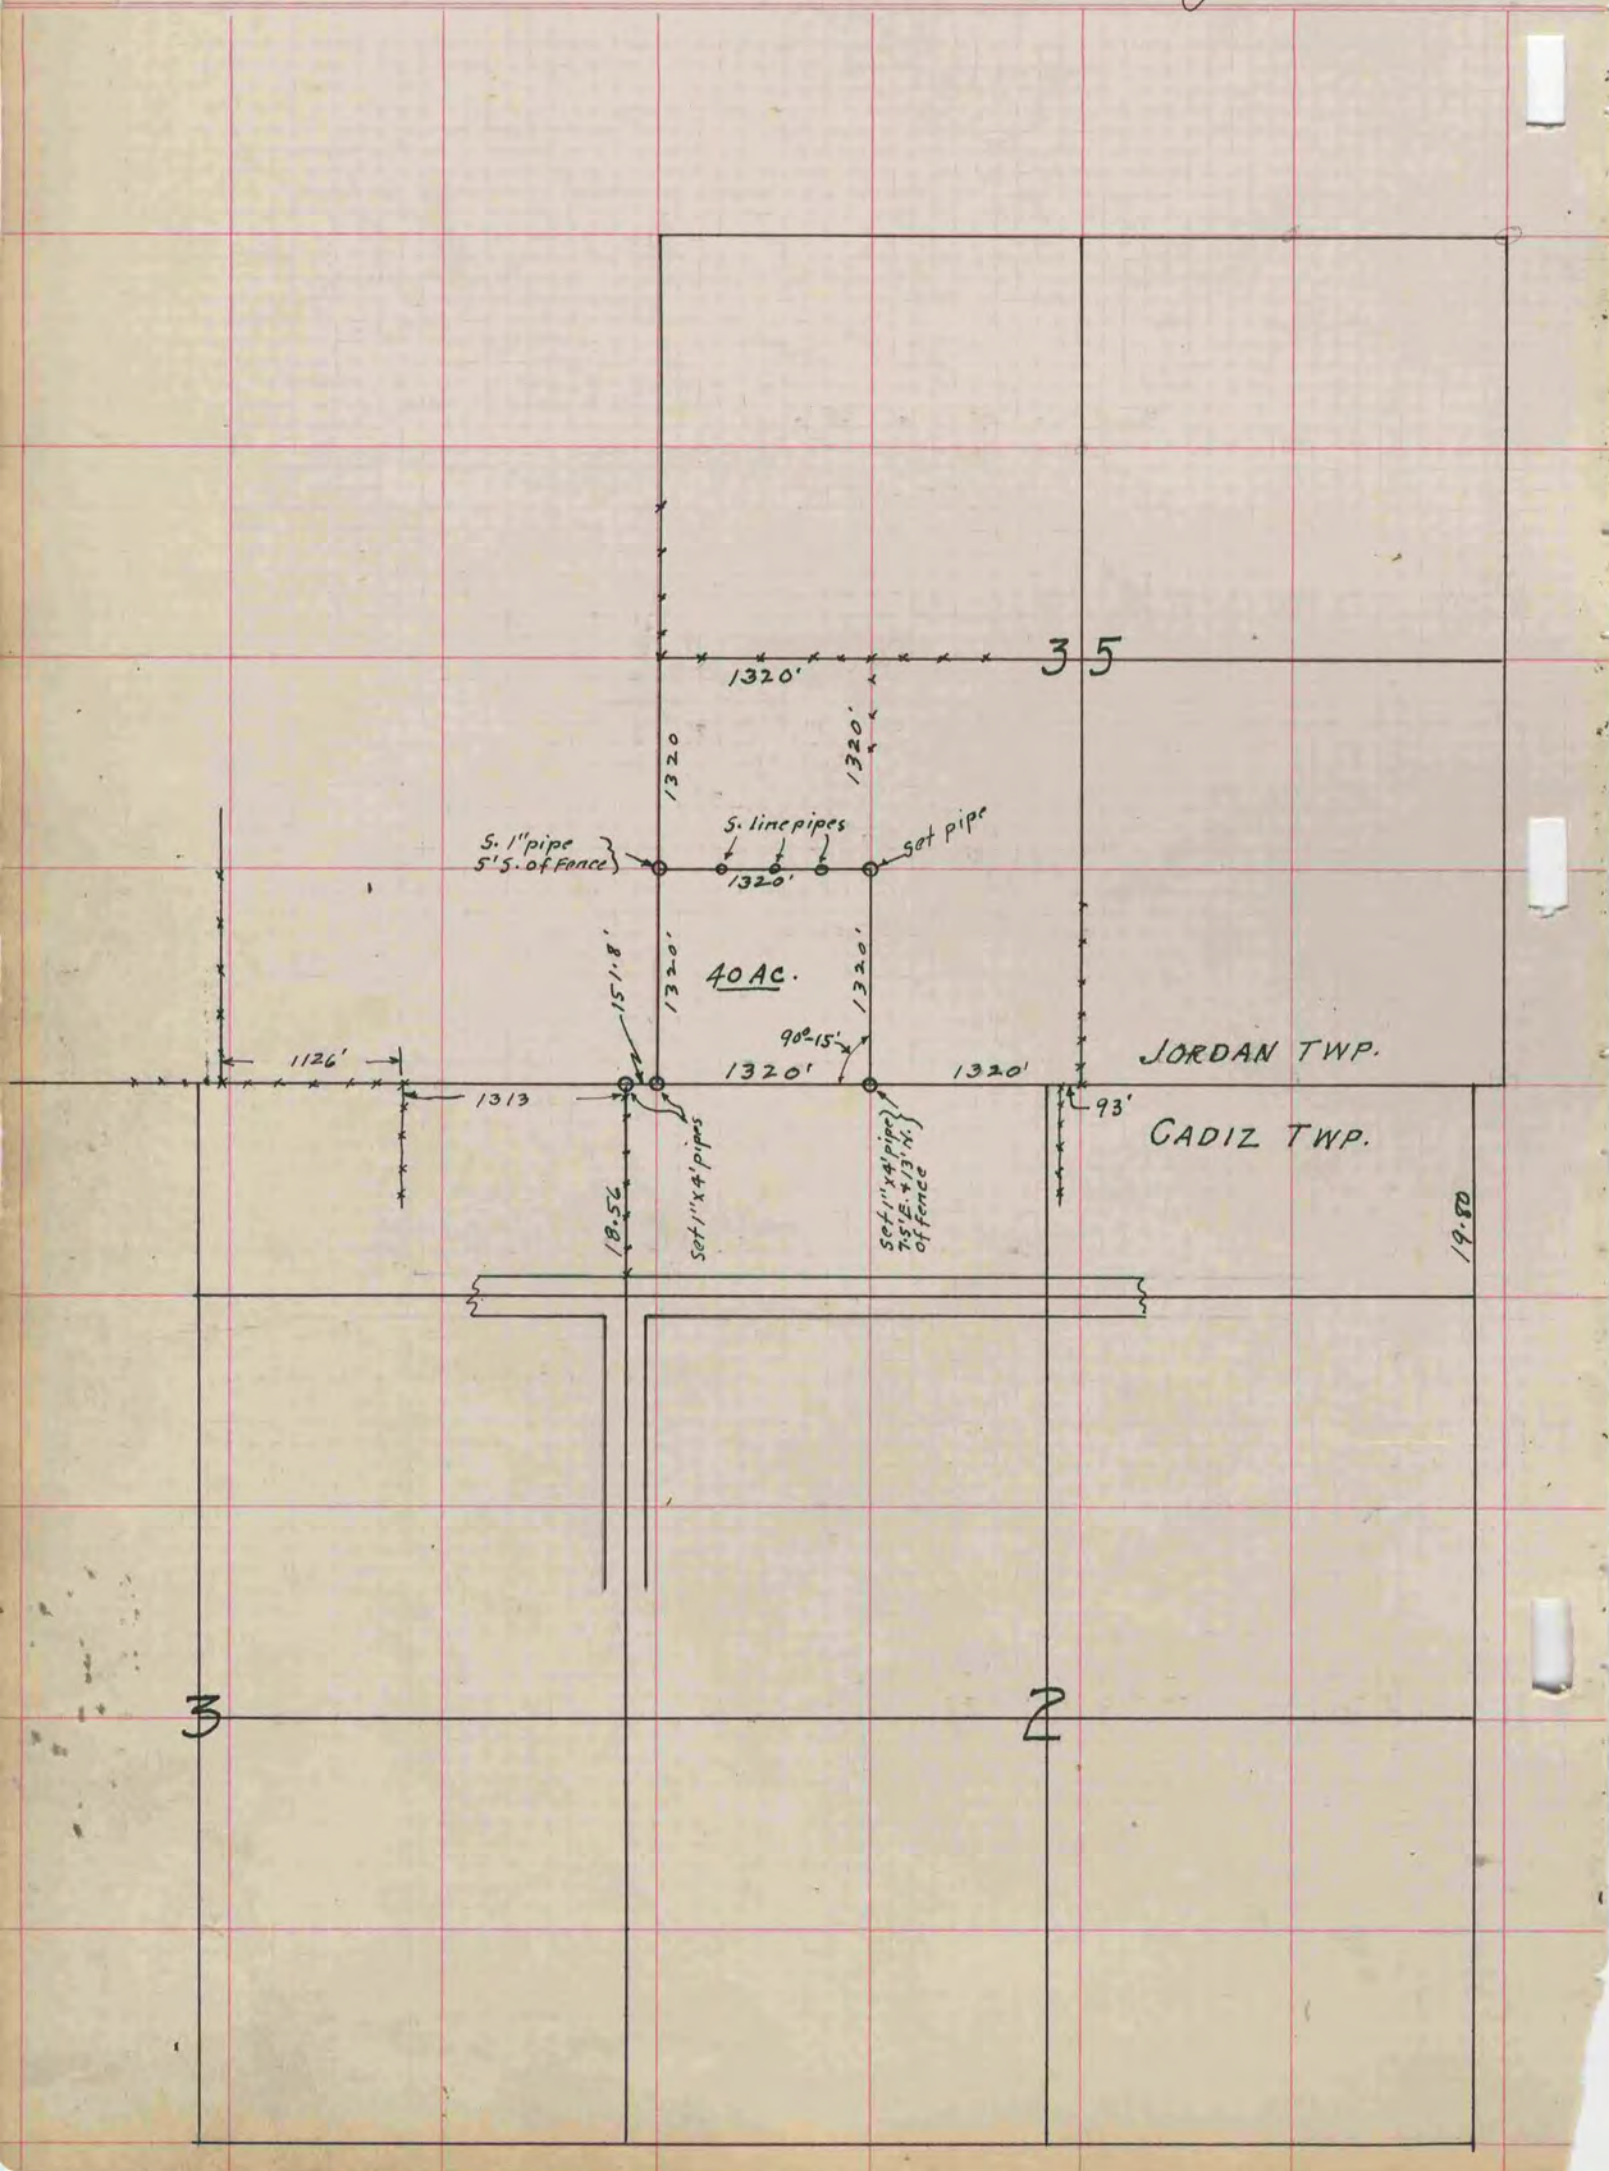 35
1320'
1320
1320'
S. line pipes
set pipe
S. 1" pipe
5' S. of Fence
1320'
151.8'
1320'
40 AC.
1320'
90°-15'
JORDAN TWP.
1126'
1320'
1320'
1313
93'
CADIZ TWP.
set 1" x 4' pipes
set 1" x 4' pipe
7.5' E. & 13' N.
of fence
18.56
19.80
3
2